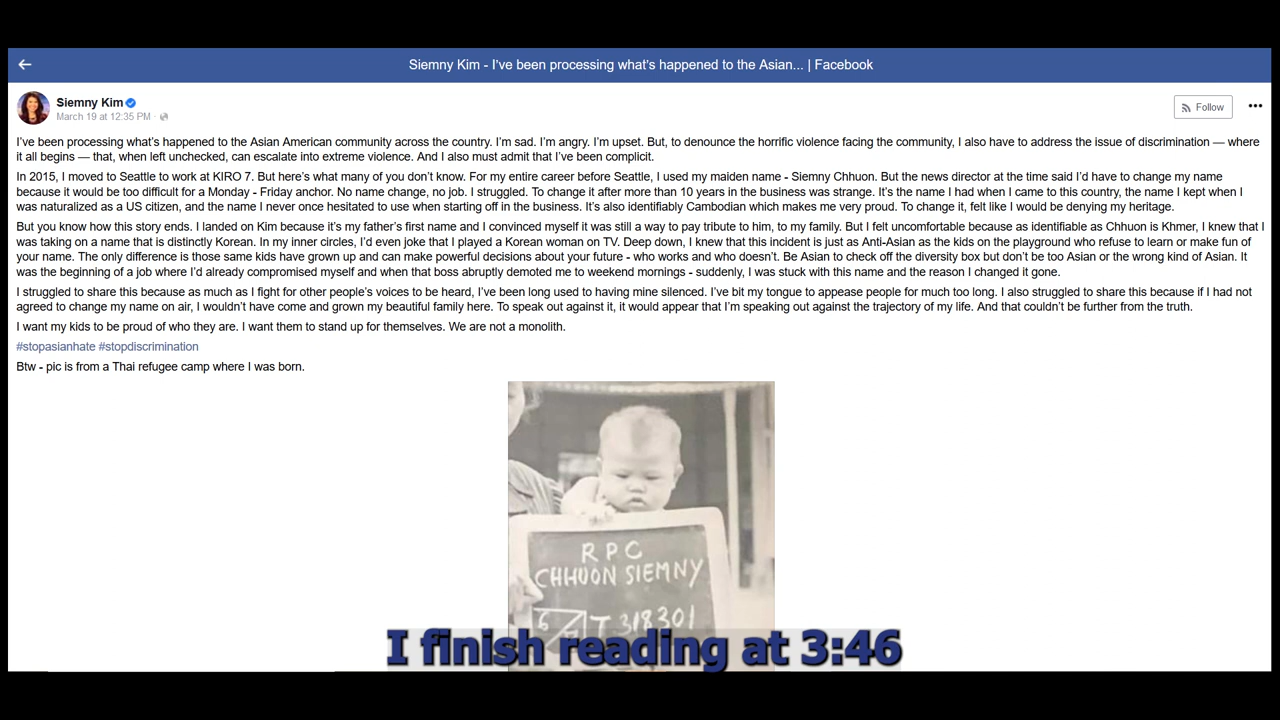 Siemny Kim - I've been processing what's happened to the Asian... | Facebook
Siemny Kim
March 19 at 12:35 PM ·
Follow
I've been processing what's happened to the Asian American community across the country. I'm sad. I'm angry. I'm upset. But, to denounce the horrific violence facing the community, I also have to address the issue of discrimination — where
it all begins — that, when left unchecked, can escalate into extreme violence. And I also must admit that I've been complicit.
In 2015, I moved to Seattle to work at KIRO 7. But here's what many of you don't know. For my entire career before Seattle, I used my maiden name - Siemny Chhuon. But the news director at the time said I'd have to change my name
because it would be too difficult for a Monday - Friday anchor. No name change, no job. I struggled. To change it after more than 10 years in the business was strange. It's the name I had when I came to this country, the name I kept when I
was naturalized as a US citizen, and the name I never once hesitated to use when starting off in the business. It's also identifiably Cambodian which makes me very proud. To change it, felt like I would be denying my heritage.
But you know how this story ends. I landed on Kim because it's my father's first name and I convinced myself it was still a way to pay tribute to him, to my family. But I felt uncomfortable because as identifiable as Chhuon is Khmer, I knew that I
was taking on a name that is distinctly Korean. In my inner circles, I'd even joke that I played a Korean woman on TV. Deep down, I knew that this incident is just as Anti-Asian as the kids on the playground who refuse to learn or make fun of
your name. The only difference is those same kids have grown up and can make powerful decisions about your future - who works and who doesn't. Be Asian to check off the diversity box but don't be too Asian or the wrong kind of Asian. It
was the beginning of a job where I'd already compromised myself and when that boss abruptly demoted me to weekend mornings - suddenly, I was stuck with this name and the reason I changed it gone.
I struggled to share this because as much as I fight for other people's voices to be heard, I've been long used to having mine silenced. I've bit my tongue to appease people for much too long. I also struggled to share this because if I had not
agreed to change my name on air, I wouldn't have come and grown my beautiful family here. To speak out against it, it would appear that I'm speaking out against the trajectory of my life. And that couldn't be further from the truth.
I want my kids to be proud of who they are. I want them to stand up for themselves. We are not a monolith.
#stopasianhate #stopdiscrimination
Btw - pic is from a Thai refugee camp where I was born.
R P C
CHHUON SIEMNY
T 318301
I finish reading at 3:46